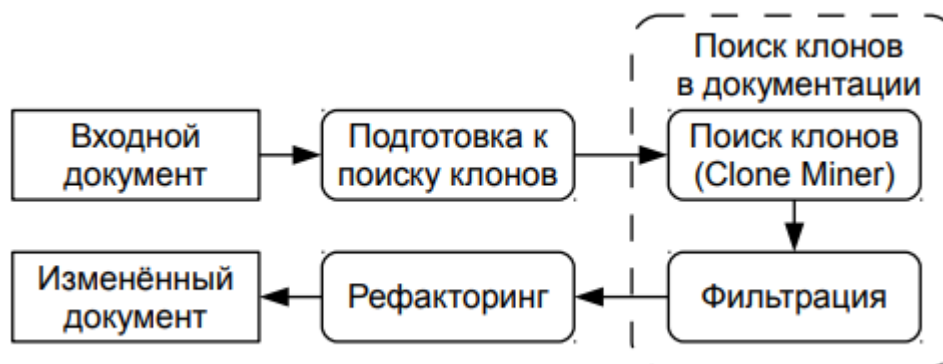 Поиск клонов
в документации
Входной
документ
Подготовка к
поиску клонов
Поиск клонов
(Clone Miner)
Изменённый
документ
Рефакторинг
Фильтрация